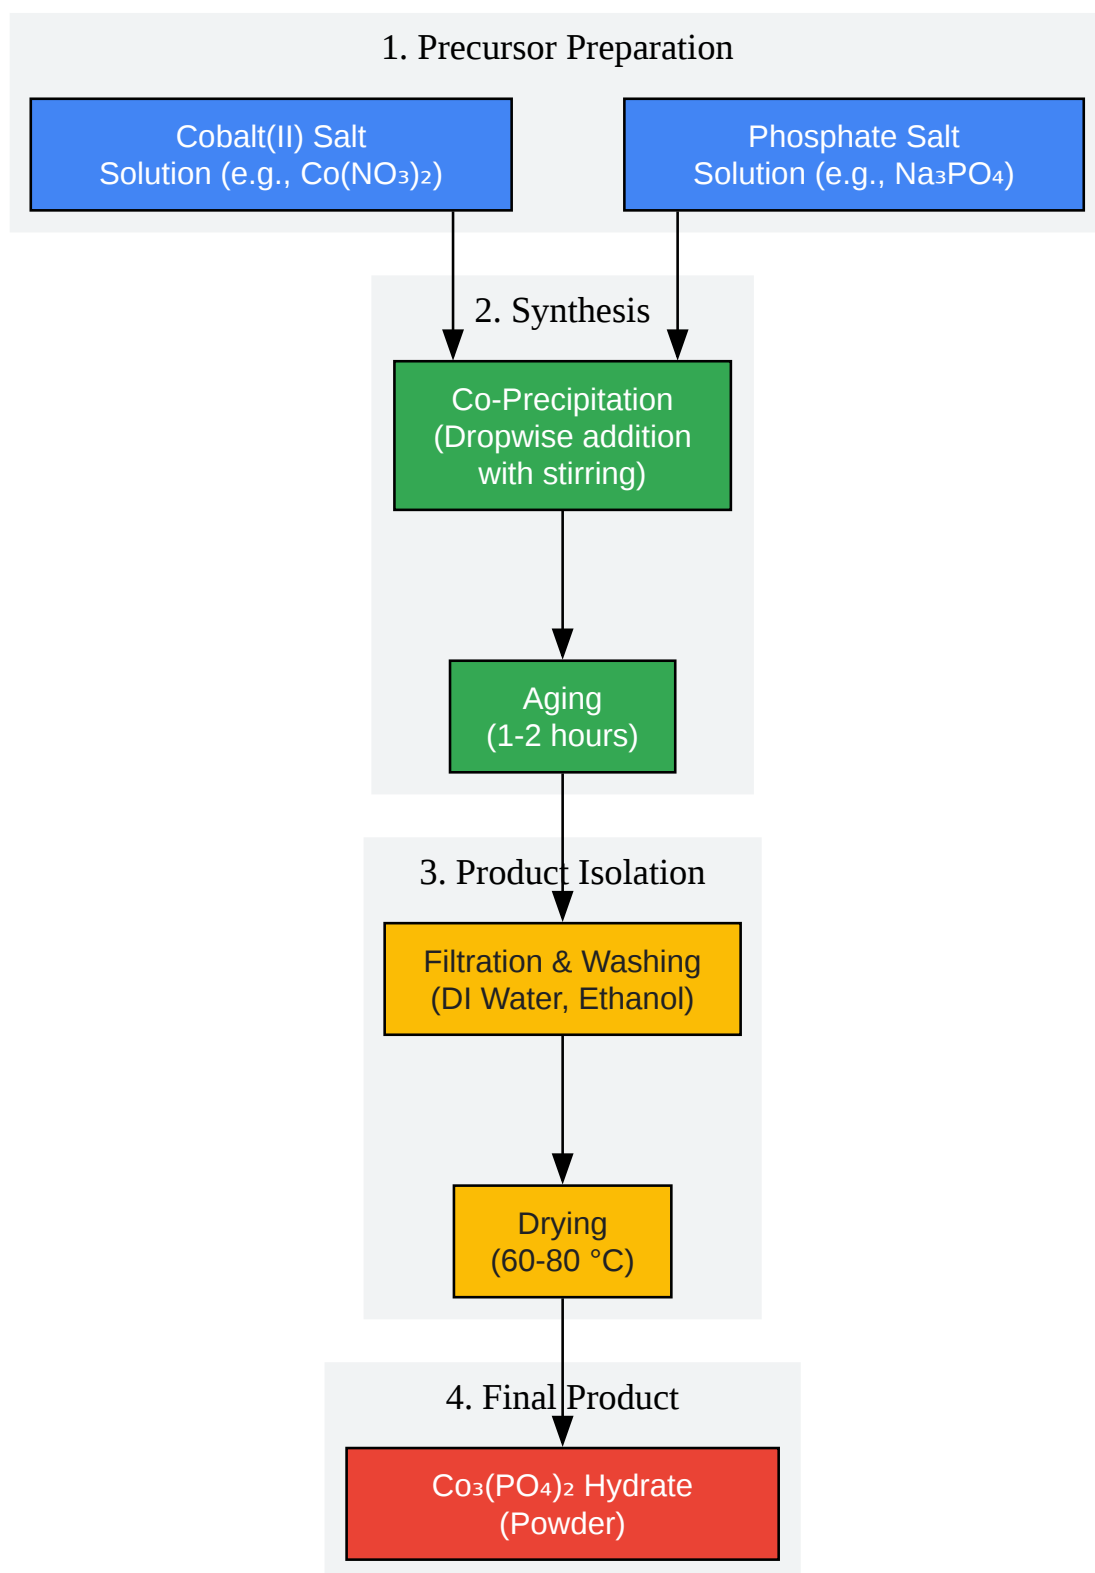 1. Precursor Preparation
Cobalt(II) Salt
Solution (e.g., Co(NO₃)₂)
Phosphate Salt
Solution (e.g., Na₃PO₄)
2. Synthesis
Co-Precipitation
(Dropwise addition
with stirring)
Aging
(1-2 hours)
3. Product Isolation
Filtration & Washing
(DI Water, Ethanol)
Drying
(60-80 °C)
4. Final Product
Co₃(PO₄)₂ Hydrate
(Powder)